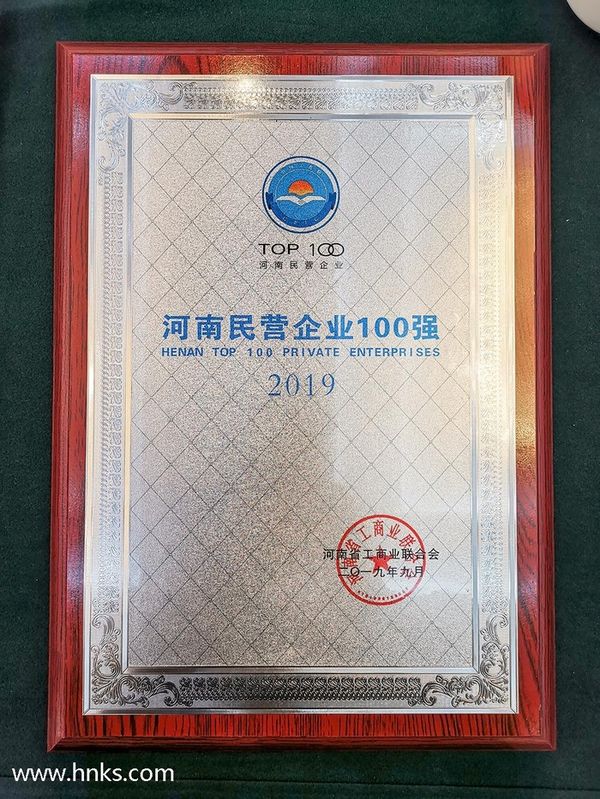 TOP 100
河南民营企业
河南民营企业100强
HENAN TOP 100 PRIVATE ENTERPRISES
2019
河南省工商业联合会
二〇一九年九月
www.hnks.com